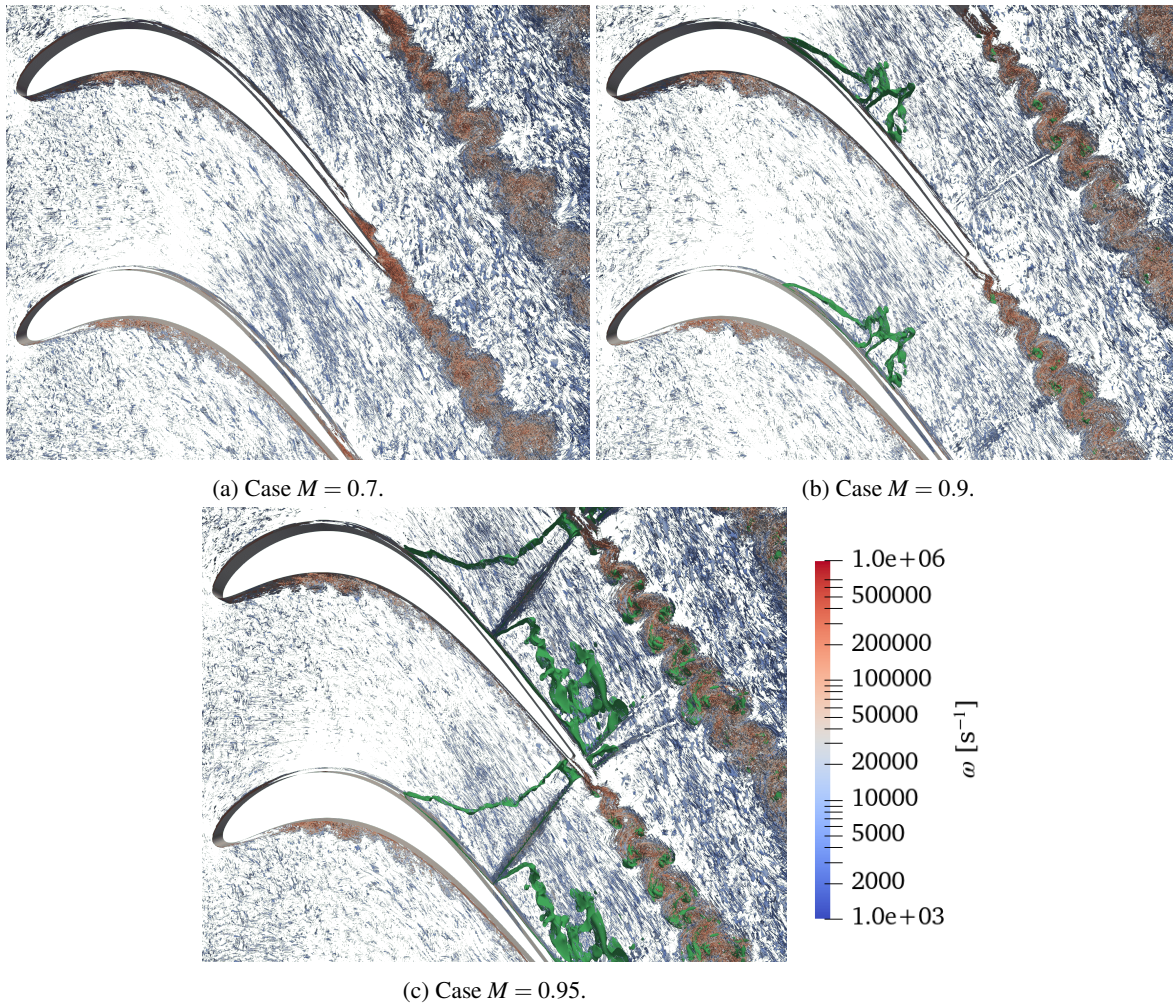 (a) Case M = 0.7.
(b) Case M = 0.9.
1.0e+06
500000
200000
100000
50000
20000
10000
5000
2000
1.0e+03
ω [s⁻¹]
(c) Case M = 0.95.